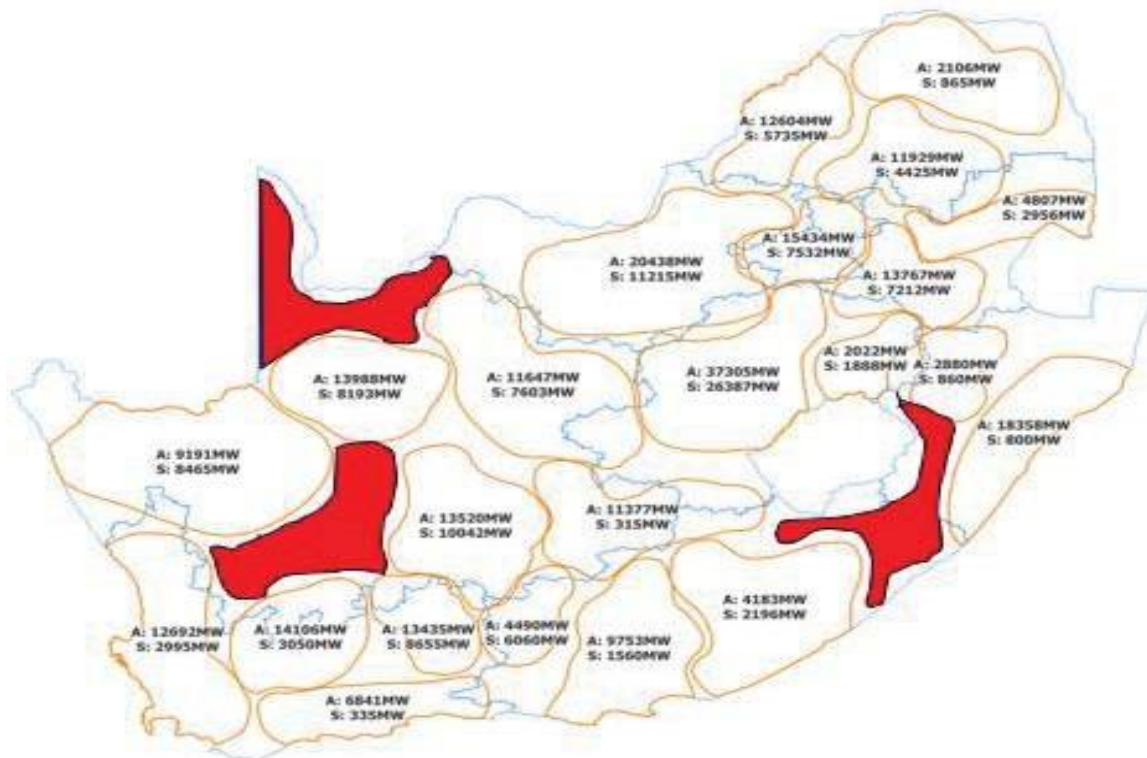 A: 2106MW
S: 865MW
A: 12604MW
S: 5735MW
A: 11929MW
S: 4425MW
A: 4807MW
S: 2956MW
A: 15434MW
S: 7532MW
A: 20438MW
S: 11215MW
A: 13767MW
S: 7212MW
A: 2022MW
S: 1888MW
A: 2880MW
S: 860MW
A: 37305MW
S: 26387MW
A: 13988MW
S: 8193MW
A: 11647MW
S: 7603MW
A: 18358MW
S: 800MW
A: 9191MW
S: 8465MW
A: 13520MW
S: 10042MW
A: 11377MW
S: 315MW
A: 4183MW
S: 2196MW
A: 12692MW
S: 2995MW
A: 14106MW
S: 3050MW
A: 13435MW
S: 8655MW
A: 4490MW
S: 6060MW
A: 9753MW
S: 1560MW
A: 6841MW
S: 335MW